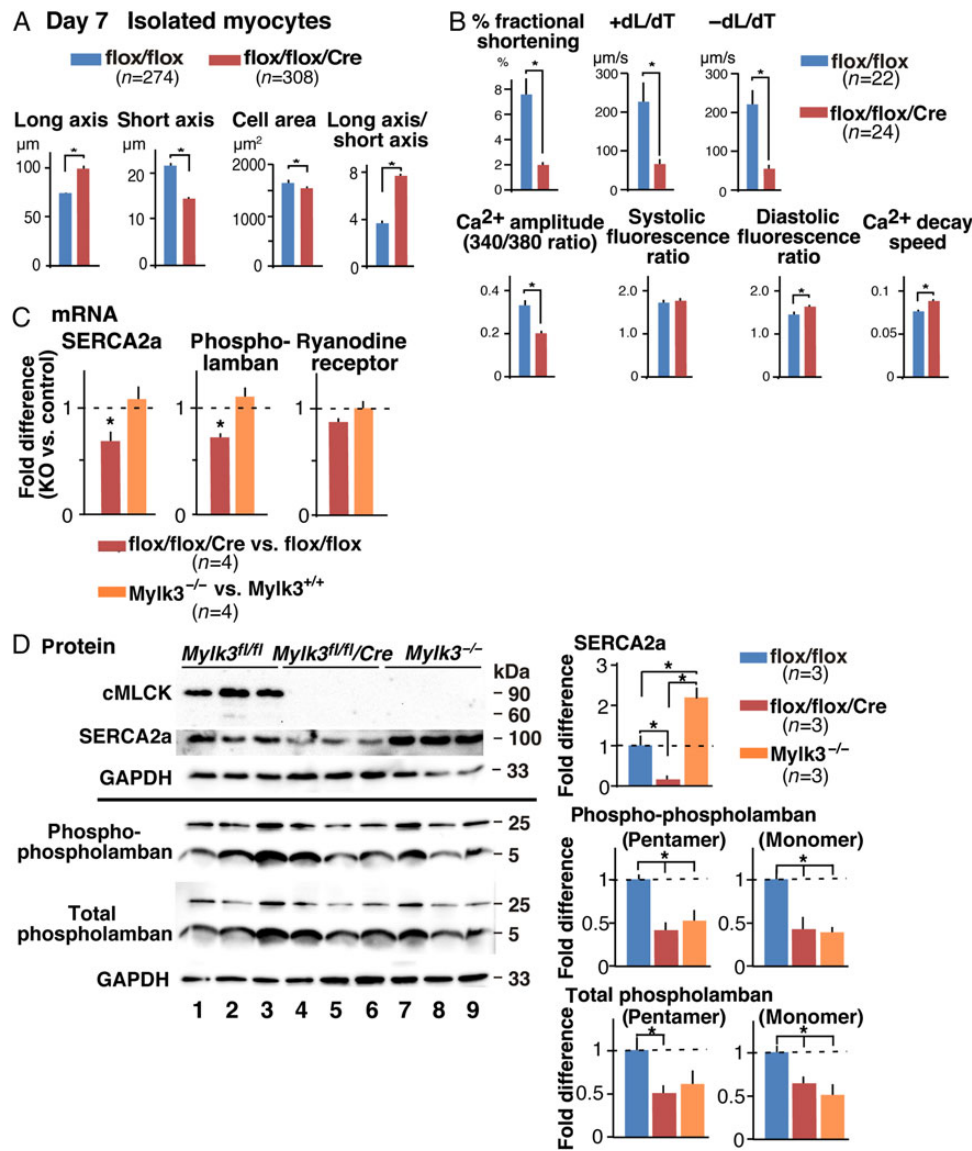 A Day 7 Isolated myocytes
flox/flox
(n=274)
flox/flox/Cre
(n=308)
Long axis
µm
100
50
0
*
Short axis
µm
20
10
0
*
Cell area
µm²
2000
1000
0
*
Long axis/
short axis
8
4
0
*
B
% fractional
shortening
%
8
6
4
2
0
*
+dL/dT
µm/s
300
200
100
0
*
−dL/dT
µm/s
300
200
100
0
*
flox/flox
(n=22)
flox/flox/Cre
(n=24)
Ca2+ amplitude
(340/380 ratio)
0.4
0.2
0
*
Systolic
fluorescence
ratio
2.0
1.0
0
Diastolic
fluorescence
ratio
2.0
1.0
0
*
Ca2+ decay
speed
0.1
0.05
0
*
C mRNA
Fold difference
(KO vs. control)
SERCA2a
1
0
*
Phospho-
lamban
1
0
*
Ryanodine
receptor
1
0
flox/flox/Cre vs. flox/flox
(n=4)
Mylk3−/− vs. Mylk3+/+
(n=4)
D Protein
Mylk3fl/fl Mylk3fl/fl/Cre Mylk3−/−
kDa
cMLCK
90
60
SERCA2a
100
GAPDH
33
Phospho-
phospholamban
25
5
Total
phospholamban
25
5
GAPDH
33
1 2 3 4 5 6 7 8 9
SERCA2a
Fold difference
3
2
1
0
*
*
*
flox/flox
(n=3)
flox/flox/Cre
(n=3)
Mylk3−/−
(n=3)
Phospho-phospholamban
(Pentamer)
Fold difference
1
0.5
0
*
(Monomer)
1
0.5
0
*
Total phospholamban
(Pentamer)
Fold difference
1
0.5
0
*
(Monomer)
1
0.5
0
*